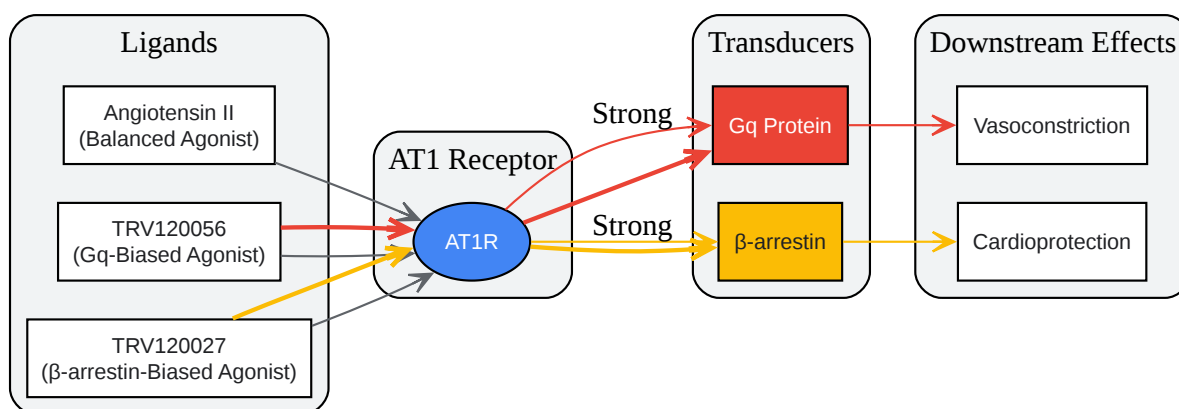 Ligands
Angiotensin II
(Balanced Agonist)
TRV120056
(Gq-Biased Agonist)
TRV120027
(β-arrestin-Biased Agonist)
AT1 Receptor
AT1R
Strong
Strong
Transducers
Gq Protein
β-arrestin
Downstream Effects
Vasoconstriction
Cardioprotection